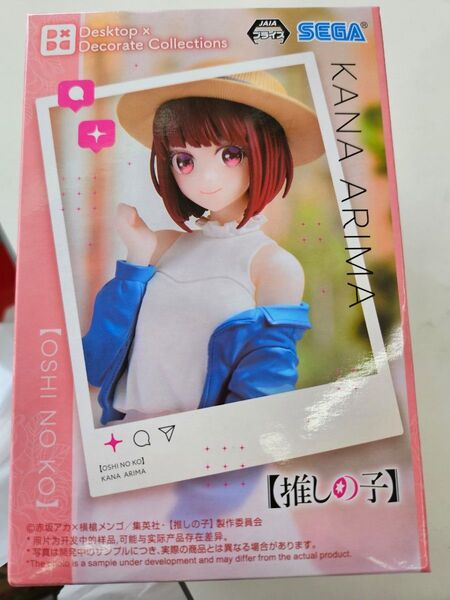 Desktop ×
Decorate Collections
JAIA
プライズ
SEGA®
KANA ARIMA
【OSHI NO KO】
【OSHI NO KO】
KANA ARIMA
【推しの子】
©赤坂アカ×横槍メンゴ／集英社・【推しの子】製作委員会
* 照片为开发中的样品,可能与实际产品存在差异。
* 写真は開発中のサンプルにつき、実際の商品とは異なる場合があります。
*The photo is a sample under development and may differ from the actual product.